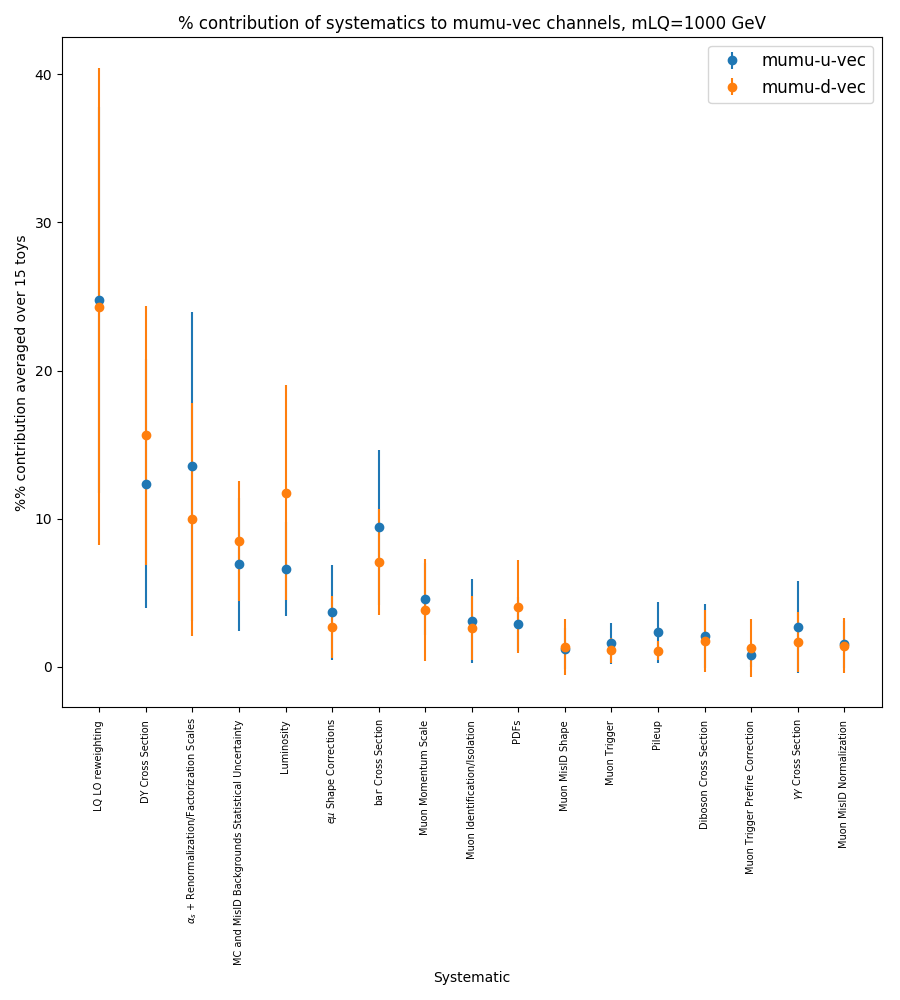 % contribution of systematics to mumu-vec channels, mLQ=1000 GeV
mumu-u-vec
mumu-d-vec
%% contribution averaged over 15 toys
40
30
20
10
0
LQ LO reweighting
DY Cross Section
αs + Renormalization/Factorization Scales
MC and MisID Backgrounds Statistical Uncertainty
Luminosity
eμ Shape Corrections
bar Cross Section
Muon Momentum Scale
Muon Identification/Isolation
PDFs
Muon MisID Shape
Muon Trigger
Pileup
Diboson Cross Section
Muon Trigger Prefire Correction
γγ Cross Section
Muon MisID Normalization
Systematic